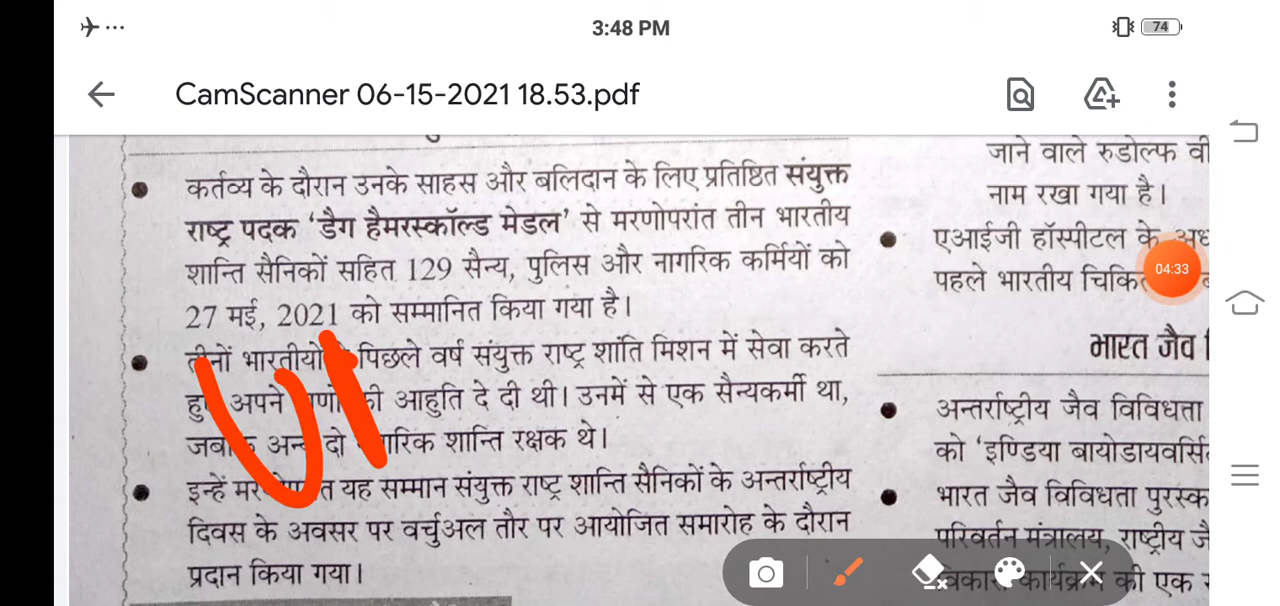 3:48 PM
74
CamScanner 06-15-2021 18.53.pdf
कर्तव्य के दौरान उनके साहस और बलिदान के लिए प्रतिष्ठित संयुक्त
राष्ट्र पदक 'डैग हैमरस्कॉल्ड मेडल' से मरणोपरांत तीन भारतीय
शान्ति सैनिकों सहित 129 सैन्य, पुलिस और नागरिक कर्मियों को
27 मई, 2021 को सम्मानित किया गया है।
तीनों भारतीयों पिछले वर्ष संयुक्त राष्ट्र शांति मिशन में सेवा करते
अपने की आहुति दे दी थी। उनमें से एक सैन्यकर्मी था,
दो शान्ति रक्षक थे।
इन्हें यह सम्मान संयुक्त राष्ट्र शान्ति सैनिकों के अन्तर्राष्ट्रीय
दिवस के अवसर पर वर्चुअल तौर पर आयोजित समारोह के दौरान
प्रदान किया गया।
जाने वाले रुडोल्फ
नाम रखा गया है।
एआईजी हॉस्पीटल के
पहले भारतीय
04:33
भारत जैव
अन्तर्राष्ट्रीय जैव विविधता
को 'इण्डिया
भारत जैव विविधता
परिवर्तन मंत्रालय, राष्ट्रीय
कार्यक्रम की एक